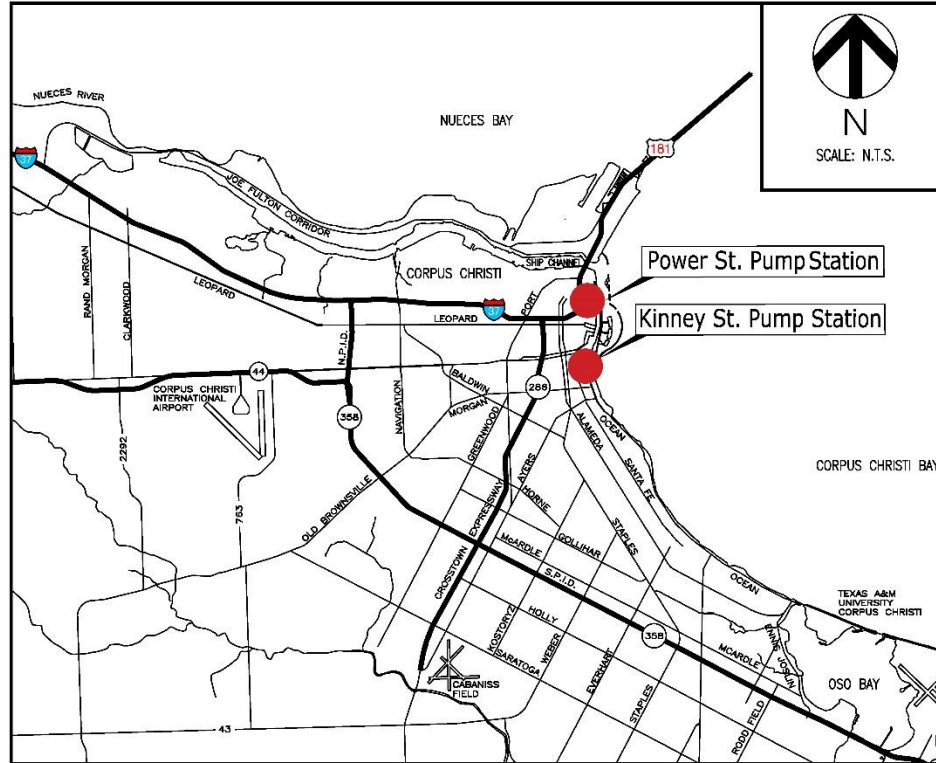 N
SCALE: N.T.S.
NUECES RIVER
NUECES BAY
181
37
JOE FULTON CORRIDOR
SHIP CHANNEL
Power St. Pump Station
CORPUS CHRISTI
RAND MORGAN
CLARKWOOD
LEOPARD
N.P.I.D.
LEOPARD
37
PORT
Kinney St. Pump Station
44
CORPUS CHRISTI
INTERNATIONAL
AIRPORT
358
NAVIGATION
BALDWIN
MORGAN
GREENWOOD
286
2292
763
OLD BROWNSVILLE
CROSSTOWN EXPRESSWAY
AYERS
HORNE
ALAMEDA
OCEAN
SANTA FE
CORPUS CHRISTI BAY
McARDLE
GOLLIHAR
STAPLES
S.P.I.D.
OCEAN
TEXAS A&M
UNIVERSITY
CORPUS CHRISTI
KOSTORYZ
HOLLY
WEBER
SARATOGA
EVERHART
358
MCARDLE
ENNIS JOSLIN
OSO BAY
CABANISS
FIELD
STAPLES
RODD FIELD
43